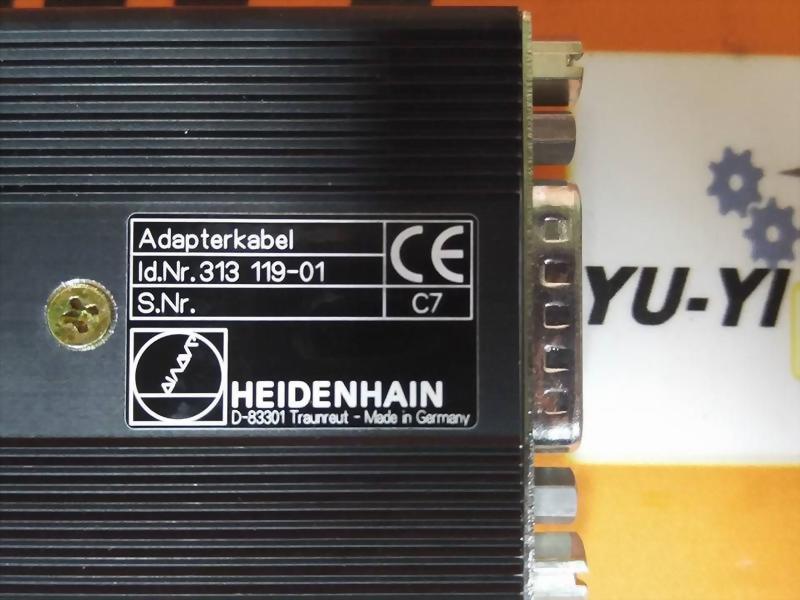 Adapterkabel
CE
Id.Nr. 313 119-01
S.Nr.
C7
HEIDENHAIN
D-83301 Traunreut - Made in Germany
YU-YI